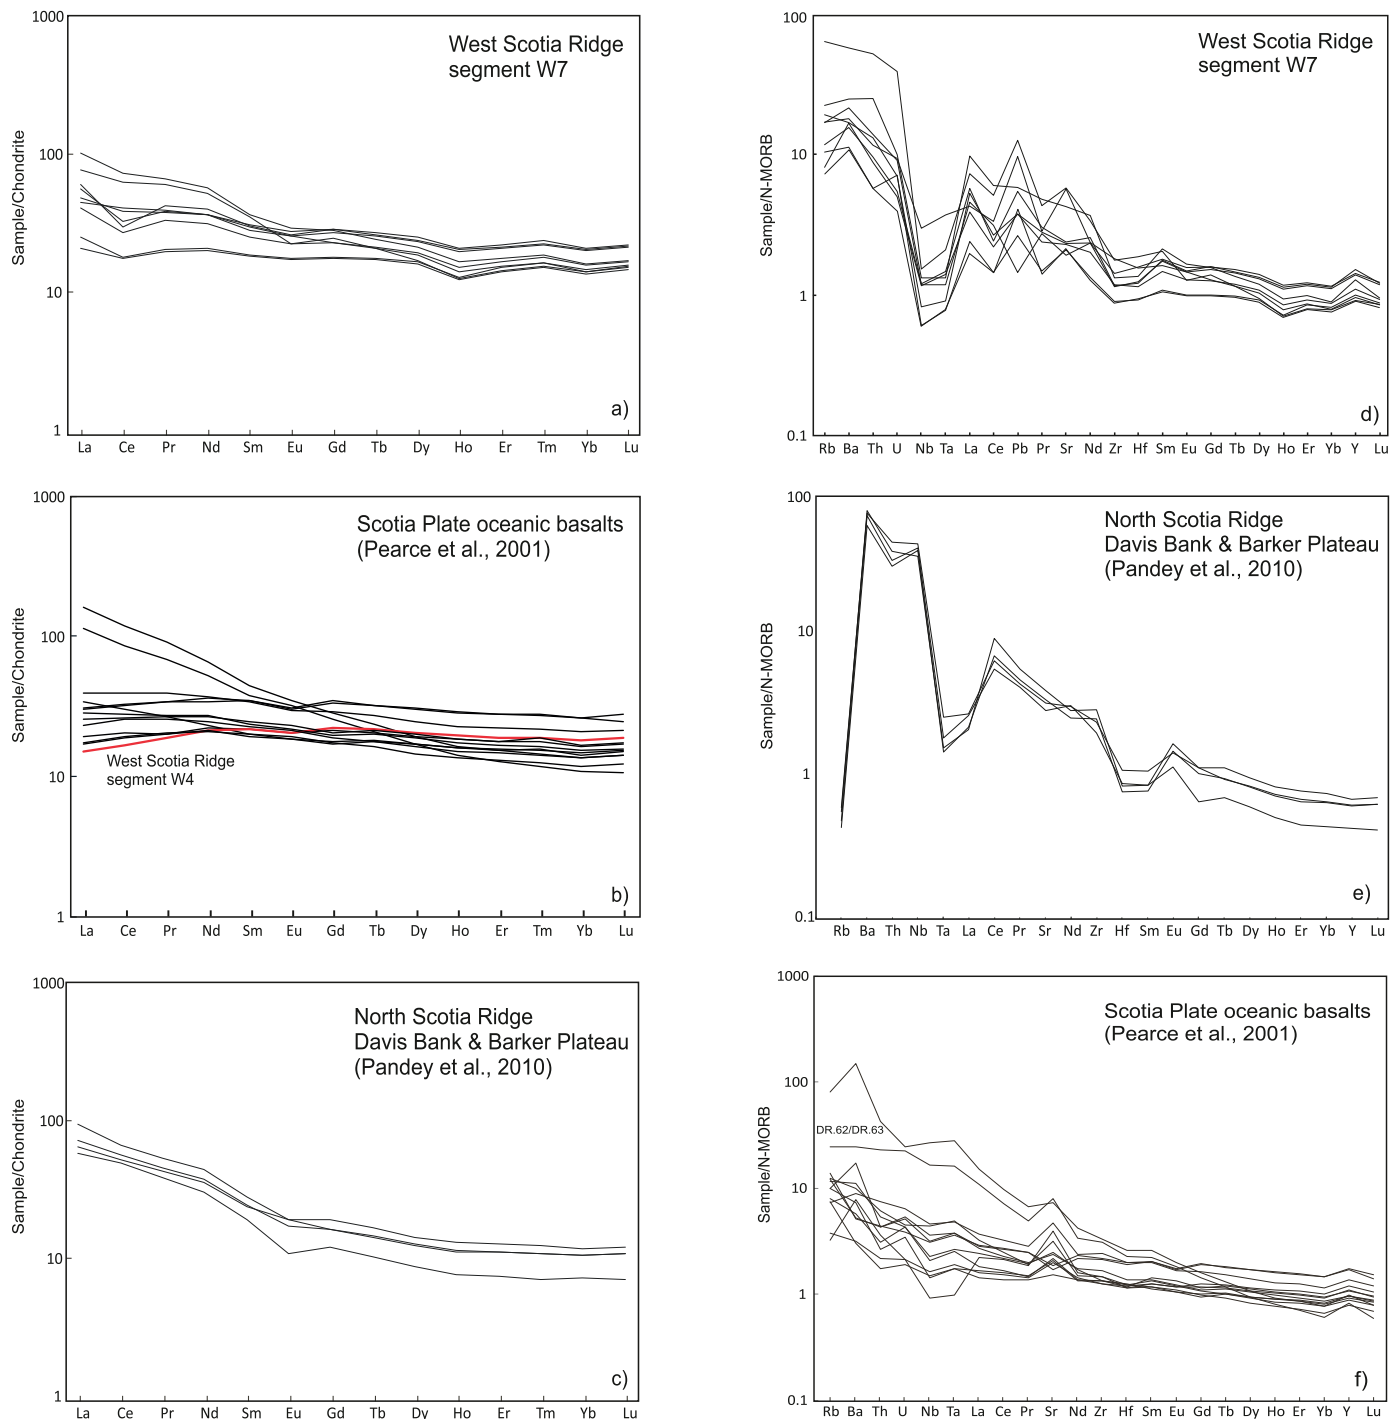 1000
West Scotia Ridge
segment W7
Sample/Chondrite
100
10
1
a)
La Ce Pr Nd Sm Eu Gd Tb Dy Ho Er Tm Yb Lu
100
West Scotia Ridge
segment W7
Sample/N-MORB
10
1
0.1
d)
Rb Ba Th U Nb Ta La Ce Pb Pr Sr Nd Zr Hf Sm Eu Gd Tb Dy Ho Er Yb Y Lu
1000
Scotia Plate oceanic basalts
(Pearce et al., 2001)
Sample/Chondrite
100
West Scotia Ridge
segment W4
10
1
b)
La Ce Pr Nd Sm Eu Gd Tb Dy Ho Er Tm Yb Lu
100
North Scotia Ridge
Davis Bank & Barker Plateau
(Pandey et al., 2010)
Sample/N-MORB
10
1
0.1
e)
Rb Ba Th Nb Ta La Ce Pr Sr Nd Zr Hf Sm Eu Gd Tb Dy Ho Er Yb Y Lu
1000
North Scotia Ridge
Davis Bank & Barker Plateau
(Pandey et al., 2010)
Sample/Chondrite
100
10
1
c)
La Ce Pr Nd Sm Eu Gd Tb Dy Ho Er Tm Yb Lu
1000
Scotia Plate oceanic basalts
(Pearce et al., 2001)
Sample/N-MORB
100
DR.62/DR.63
10
1
0.1
f)
Rb Ba Th U Nb Ta La Ce Pr Sr Nd Zr Hf Sm Eu Gd Tb Dy Ho Er Yb Y Lu